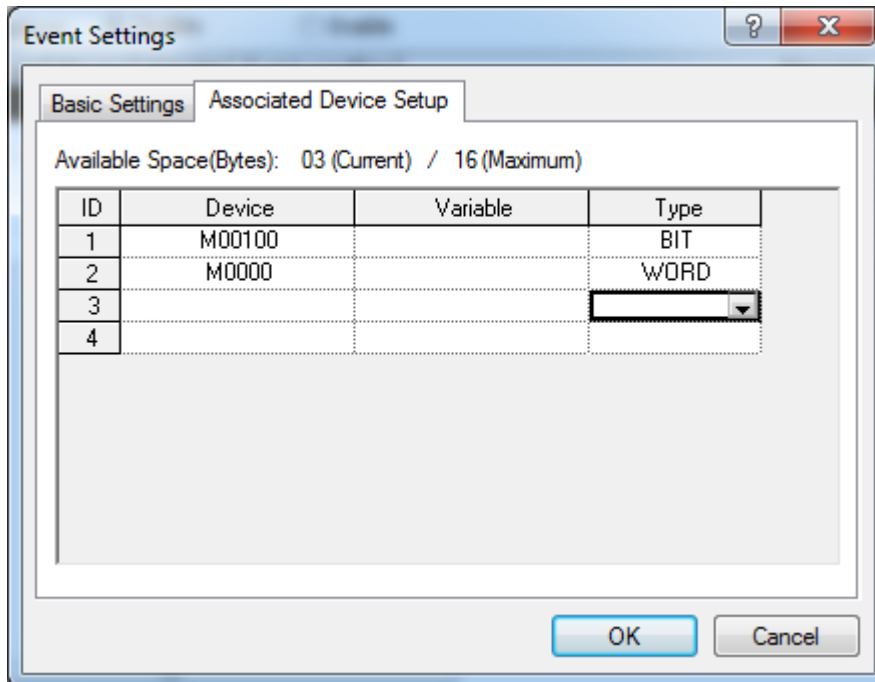 Event Settings
Basic Settings Associated Device Setup
Available Space(Bytes): 03 (Current) / 16 (Maximum)
ID Device Variable Type
1 M00100 BIT
2 M0000 WORD
3
4
OK Cancel